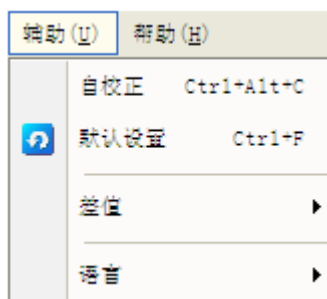 辅助(U) 帮助(H)
自校正 Ctrl+Alt+C
默认设置 Ctrl+F
差值
语言